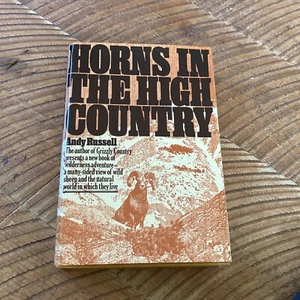 HORNS IN
THE HIGH
COUNTRY
Andy Russell
The author of Grizzly Country
presents a new book of
wilderness adventure—
a many-sided view of wild
sheep and the natural
world in which they live